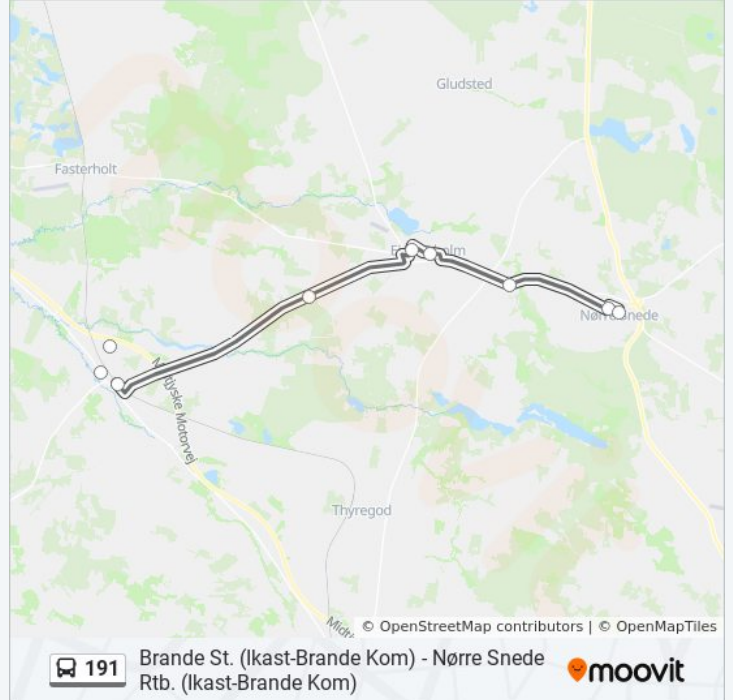 Gludsted
Fasterholt
Nørre Snede
Midtjyske Motorvej
Thyregod
© OpenStreetMap contributors | © OpenMapTiles
191
Brande St. (Ikast-Brande Kom) - Nørre Snede
Rtb. (Ikast-Brande Kom)
moovit